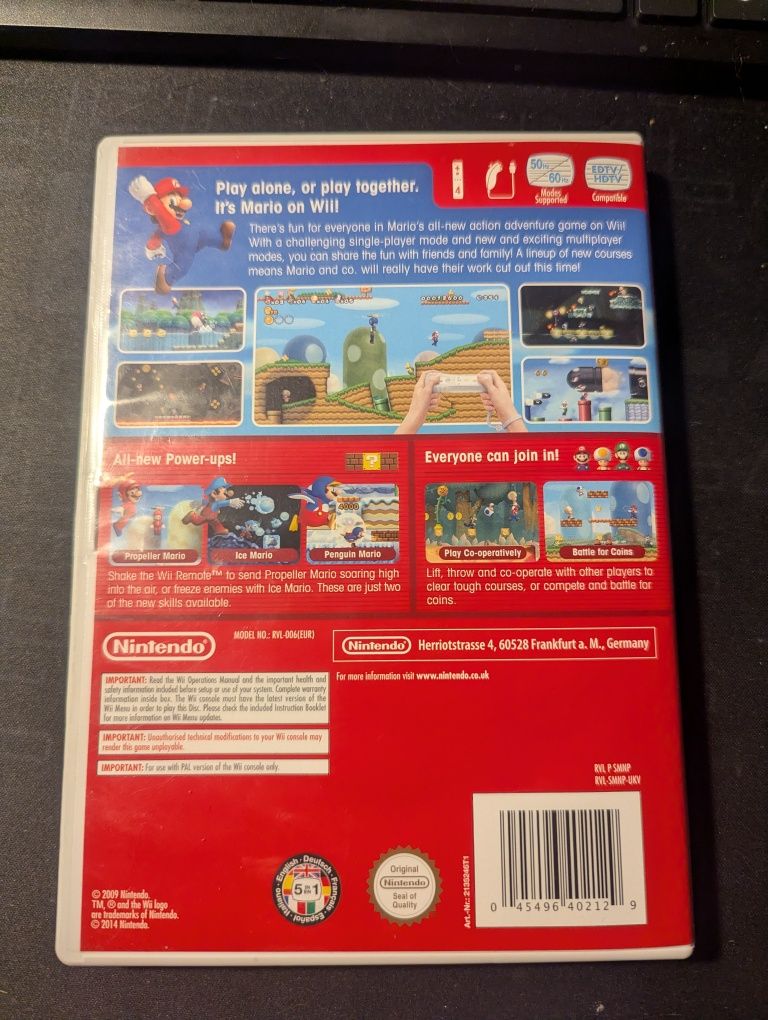 50Hz
60Hz
Modes
Supported
EDTV/
HDTV
Compatible
4
Play alone, or play together.
It's Mario on Wii!
There's fun for everyone in Mario's all-new action adventure game on Wii!
With a challenging single-player mode and new and exciting multiplayer
modes, you can share the fun with friends and family! A lineup of new courses
means Mario and co. will really have their work cut out this time!
All-new Power-ups!
4000
Propeller Mario
Ice Mario
Penguin Mario
Shake the Wii Remote™ to send Propeller Mario soaring high
into the air, or freeze enemies with Ice Mario. These are just two
of the new skills available.
Everyone can join in!
Play Co-operatively
Battle for Coins
Lift, throw and co-operate with other players to
clear tough courses, or compete and battle for
coins.
Nintendo®
MODEL NO.: RVL-006(EUR)
Nintendo® Herriotstrasse 4, 60528 Frankfurt a. M., Germany
IMPORTANT: Read the Wii Operations Manual and the important health and
safety information included before setup or use of your system. Complete warranty
information inside box. The Wii console must have the latest version of the
Wii Menu in order to play this Disc. Please check the included Instruction Booklet
for more information on Wii Menu updates.
For more information visit www.nintendo.co.uk
IMPORTANT: Unauthorised technical modifications to your Wii console may
render this game unplayable.
IMPORTANT: For use with PAL version of the Wii console only.
RVL P SMNP
RVL-SMNP-UKV
© 2009 Nintendo.
TM, ® and the Wii logo
are trademarks of Nintendo.
© 2014 Nintendo.
English · Deutsch · Français · Español · Italiano
5 1
Original
Nintendo
Seal of
Quality
Art.-Nr.: 2135246T1
0 45496 40212 9